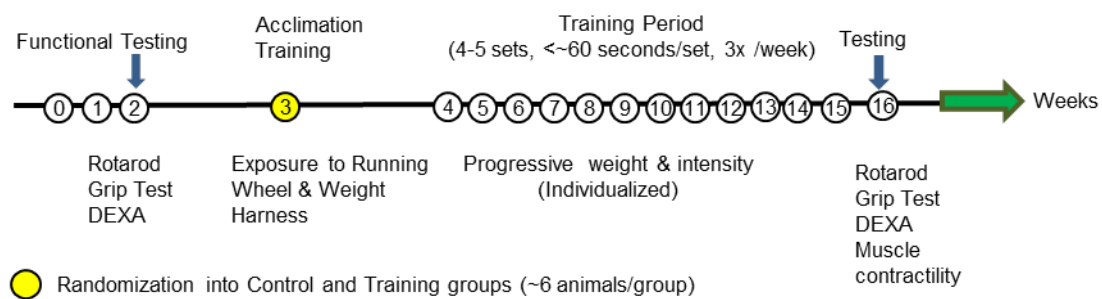 Functional Testing
Acclimation
Training
Training Period
(4-5 sets, <~60 seconds/set, 3x /week)
Testing
0 1 2 3 4 5 6 7 8 9 10 11 12 13 14 15 16
Weeks
Rotarod
Grip Test
DEXA
Exposure to Running
Wheel & Weight
Harness
Progressive weight & intensity
(Individualized)
Rotarod
Grip Test
DEXA
Muscle
contractility
Randomization into Control and Training groups (~6 animals/group)